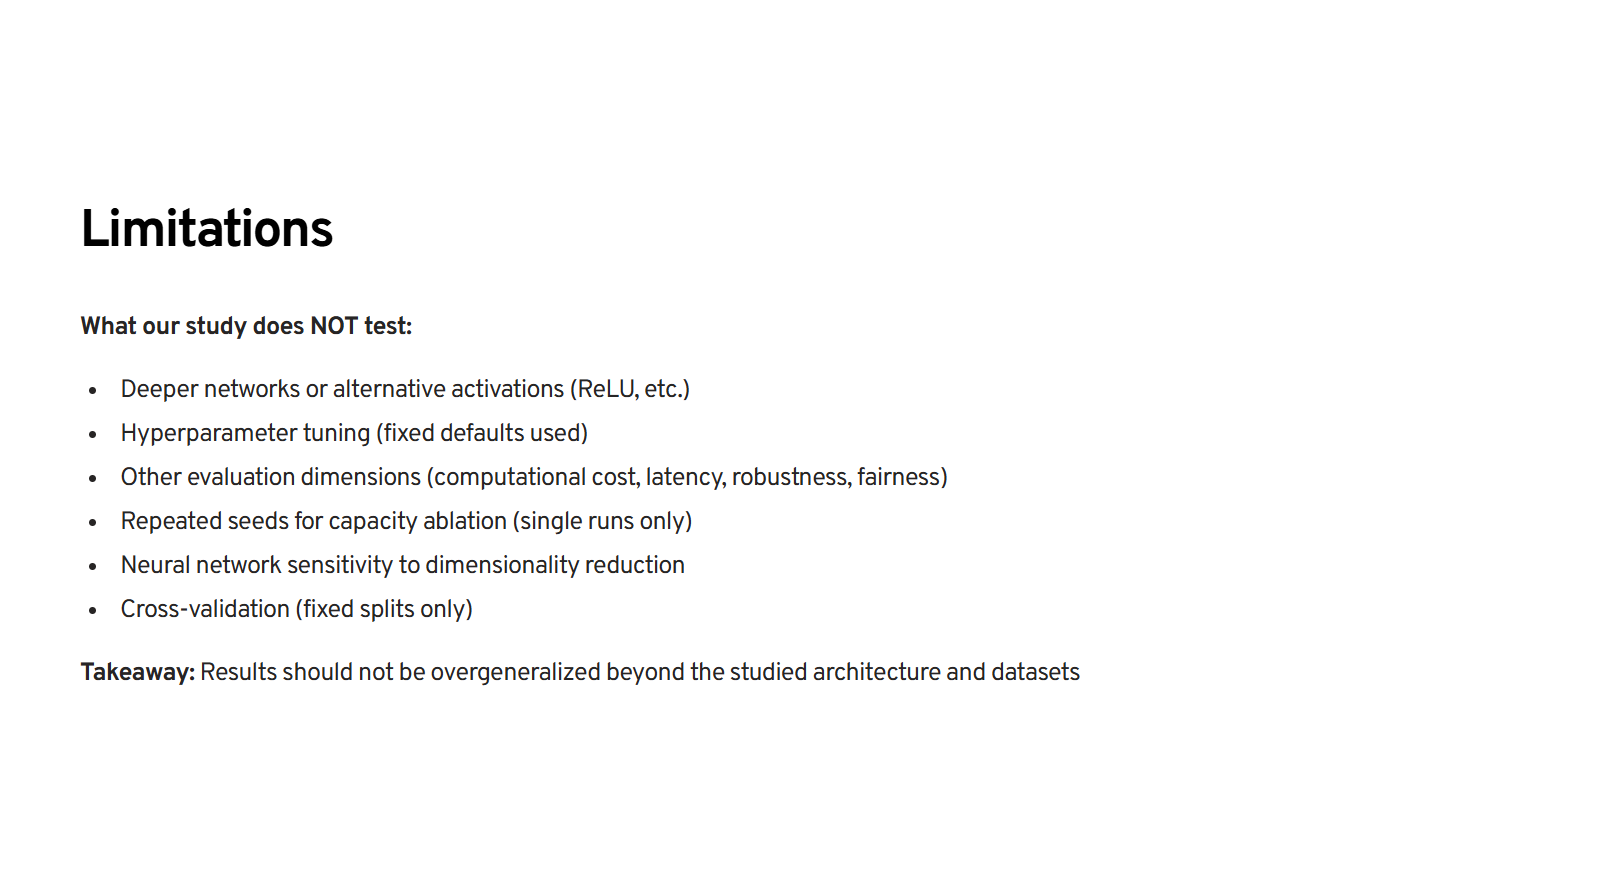 Limitations
What our study does NOT test:
• Deeper networks or alternative activations (ReLU, etc.)
• Hyperparameter tuning (fixed defaults used)
• Other evaluation dimensions (computational cost, latency, robustness, fairness)
• Repeated seeds for capacity ablation (single runs only)
• Neural network sensitivity to dimensionality reduction
• Cross-validation (fixed splits only)
Takeaway: Results should not be overgeneralized beyond the studied architecture and datasets